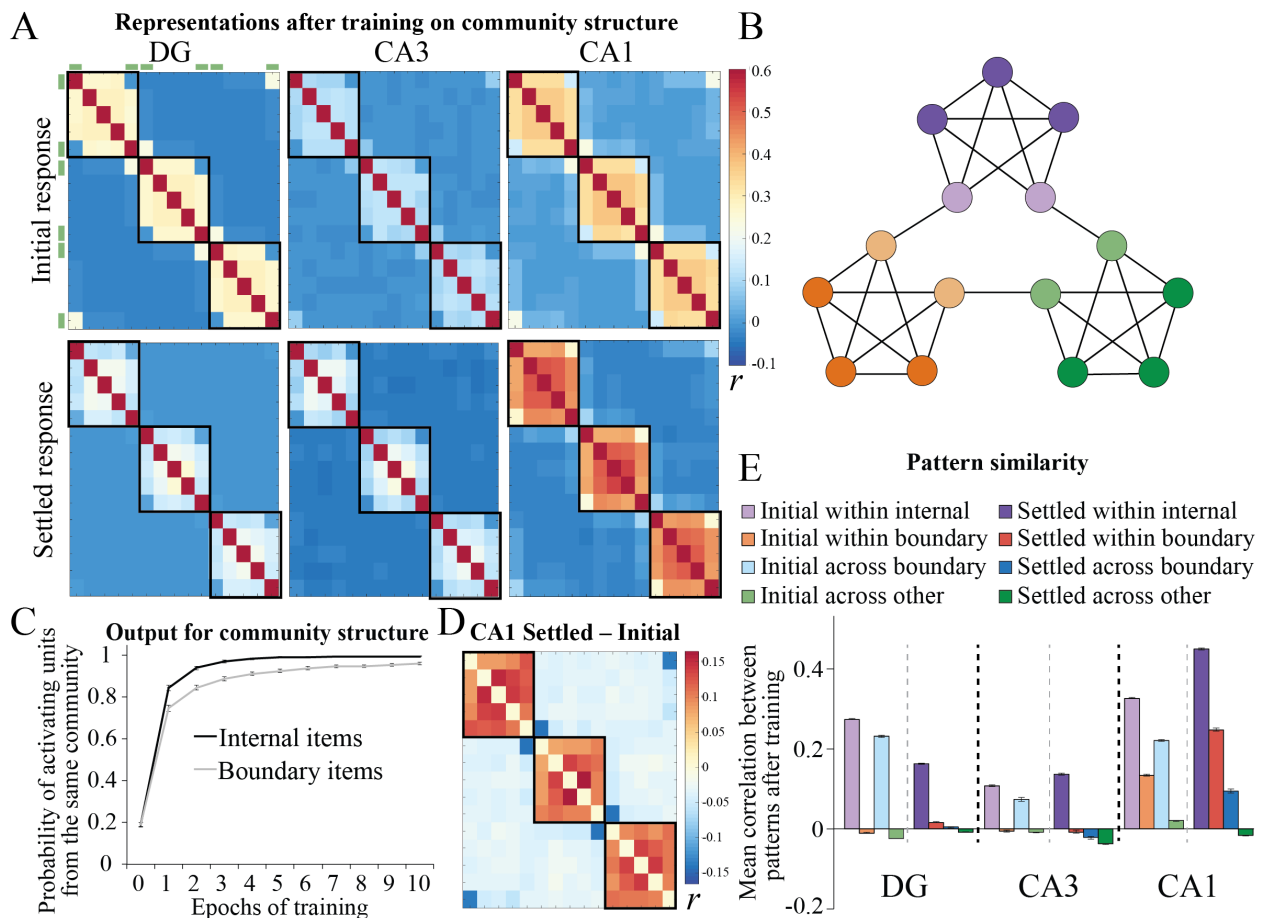 A
Representations after training on community structure
DG
CA3
CA1
Initial response
Settled response
0.6
0.5
0.4
0.3
0.2
0.1
0
-0.1
r
B
C
Output for community structure
Probability of activating units
from the same community
1
0.8
0.6
0.4
0.2
0
Internal items
Boundary items
0 1 2 3 4 5 6 7 8 9 10
Epochs of training
D
CA1 Settled – Initial
0.15
0.1
0.05
0
-0.05
-0.1
-0.15
r
E
Pattern similarity
Initial within internal
Settled within internal
Initial within boundary
Settled within boundary
Initial across boundary
Settled across boundary
Initial across other
Settled across other
Mean correlation between
patterns after training
0.4
0.2
0
-0.2
DG
CA3
CA1